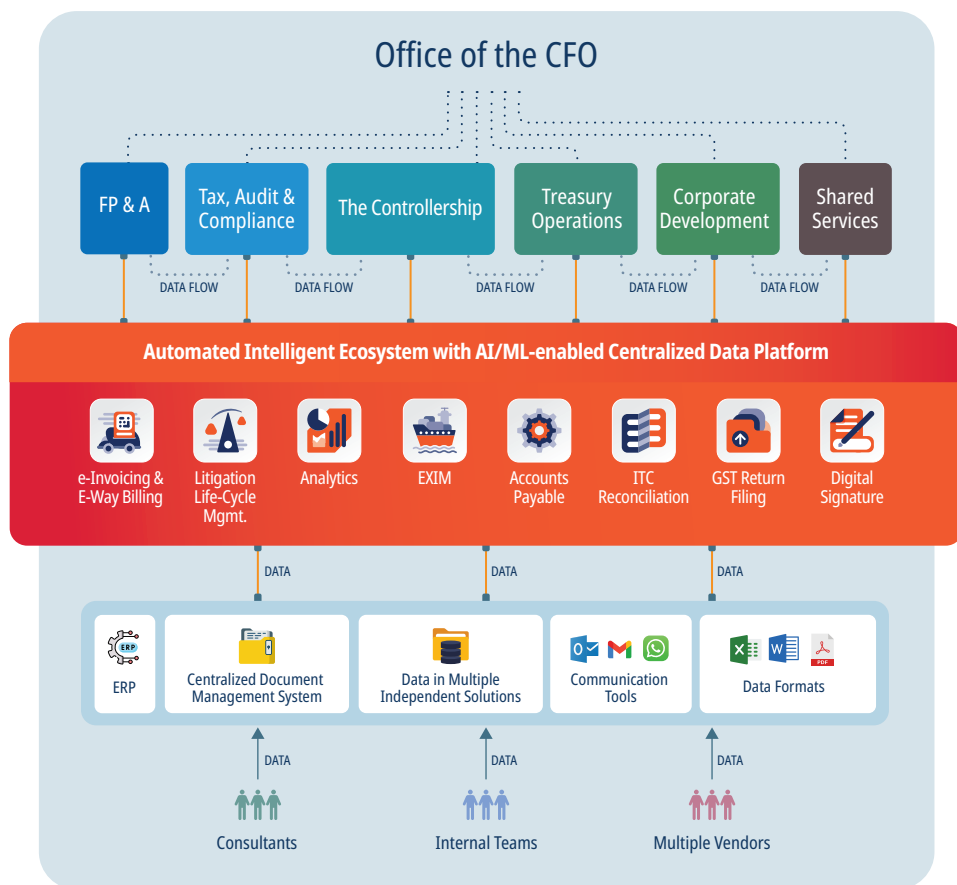 Office of the CFO
FP & A
Tax, Audit &
Compliance
The Controllership
Treasury
Operations
Corporate
Development
Shared
Services
DATA FLOW
DATA FLOW
DATA FLOW
DATA FLOW
DATA FLOW
Automated Intelligent Ecosystem with AI/ML-enabled Centralized Data Platform
e-Invoicing &
E-Way Billing
Litigation
Life-Cycle
Mgmt.
Analytics
EXIM
Accounts
Payable
ITC
Reconciliation
GST Return
Filing
Digital
Signature
DATA
DATA
DATA
ERP
ERP
Centralized Document
Management System
Data in Multiple
Independent Solutions
Communication
Tools
X
W
PDF
Data Formats
DATA
DATA
DATA
Consultants
Internal Teams
Multiple Vendors